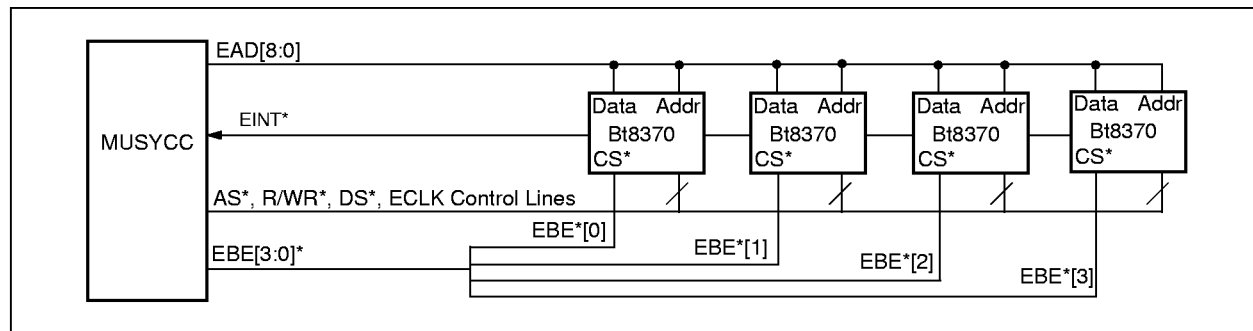 EAD[8:0]
Data Addr
Bt8370
CS*
Data Addr
Bt8370
CS*
Data Addr
Bt8370
CS*
Data Addr
Bt8370
CS*
EINT*
MUSYCC
AS*, R/WR*, DS*, ECLK Control Lines
EBE*[0]
EBE*[1]
EBE[3:0]*
EBE*[2]
EBE*[3]